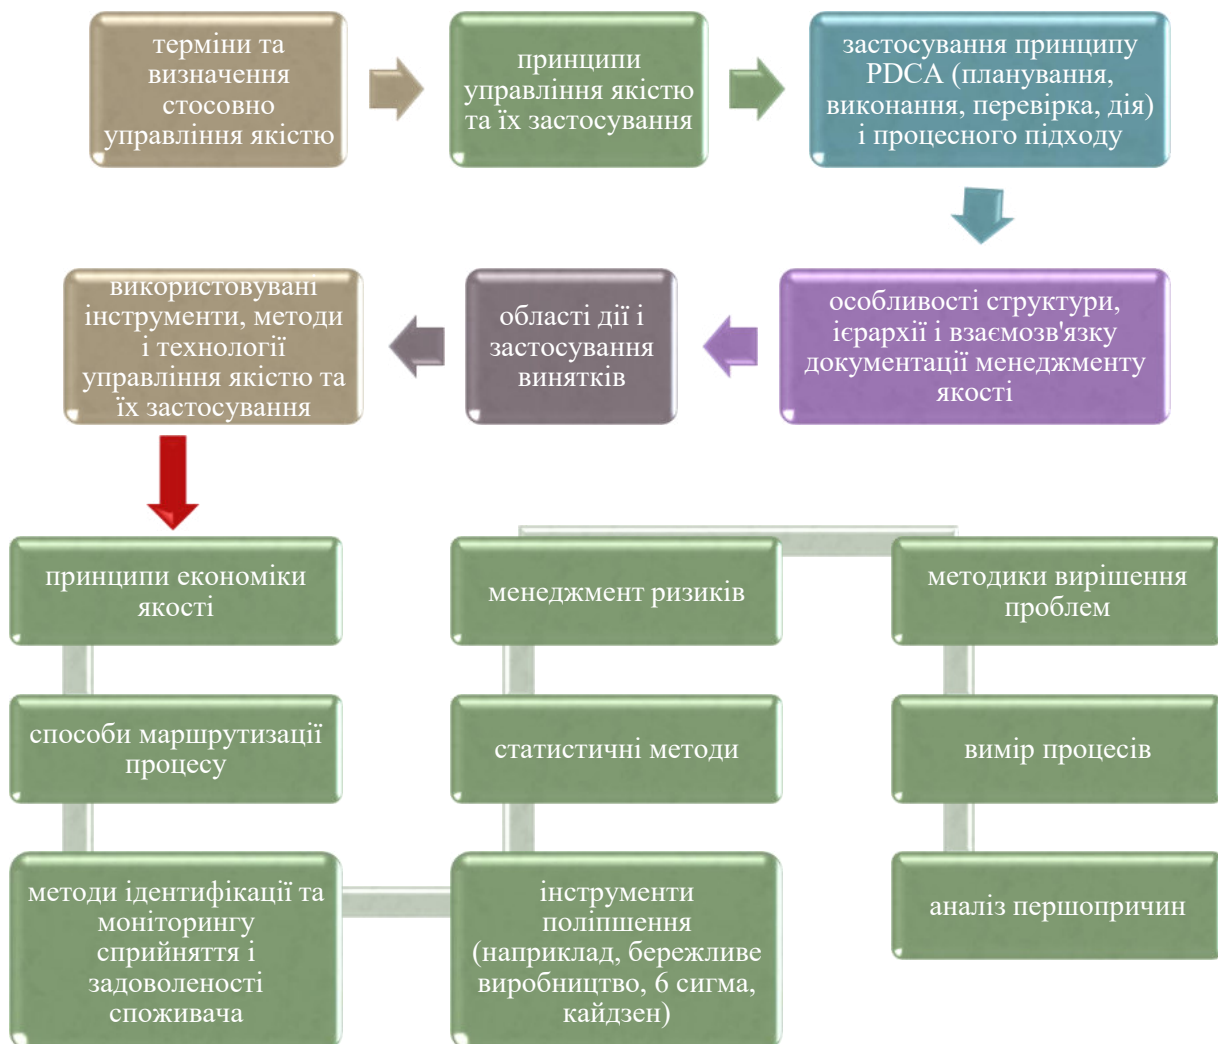 терміни та
визначення
стосовно
управління якістю
принципи
управління якістю
та їх застосування
застосування принципу
PDCA (планування,
виконання, перевірка, дія)
і процесного підходу
особливості структури,
ієрархії і взаємозв'язку
документації менеджменту
якості
області дії і
застосування
винятків
використовувані
інструменти, методи
і технології
управління якістю та
їх застосування
принципи економіки
якості
способи маршрутизації
процесу
методи ідентифікації та
моніторингу
сприйняття і
задоволеності
споживача
інструменти
поліпшення
(наприклад, бережливе
виробництво, 6 сигма,
кайдзен)
статистичні методи
менеджмент ризиків
методики вирішення
проблем
вимір процесів
аналіз першопричин